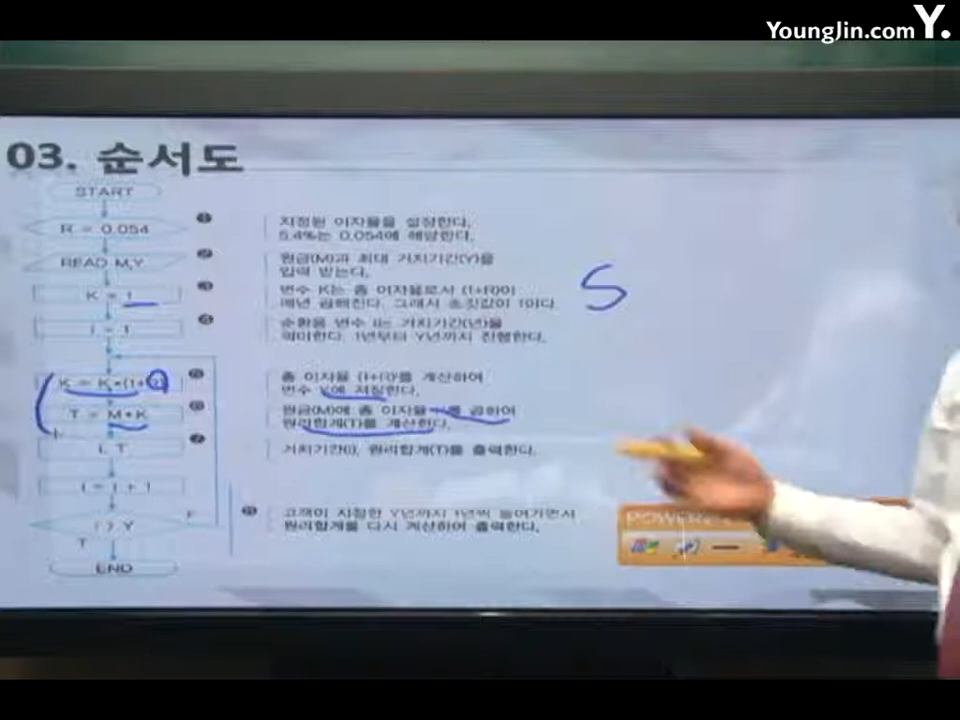 YoungJin.com Y.
03. 순서도
START
R = 0.054
READ M,Y
K = 1
I = 1
K = K*(1+
T = M*K
I, T
I = I + 1
I > Y
F
T
END
❶ 지정된 이자율을 설정한다.
5.4%는 0.054에 해당한다.
❷ 원금(M)과 최대 거치기간(Y)을
입력 받는다.
❸ 변수 K는 총 이자율로서 (1+R)이
매년 곱해진다. 그래서 초깃값이 1이다.
❹ 순환용 변수 I는 거치기간(년)을
의미한다. 1년부터 Y년까지 진행한다.
❺ 총 이자율 계산하여
변수 K에 저장한다.
❻ 원금(M)에 총 이자율 곱하여
원리합계(T)를 계산한다.
❼ 거치기간(I), 원리합계(T)를 출력한다.
고객이 지정한 Y년까지 1년씩 늘어가면서
원리합계를 다시 계산하여 출력한다.
S